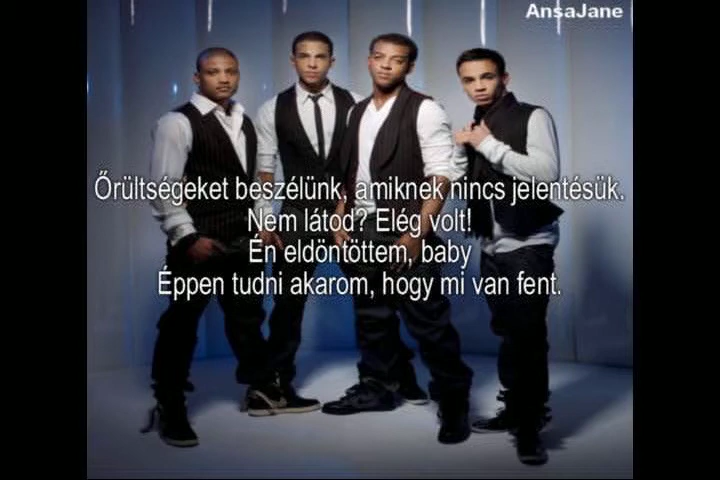 AnsaJane
Őrültségeket beszélünk, amiknek nincs jelentésük.
Nem látod? Elég volt!
Én eldöntöttem, baby
Éppen tudni akarom, hogy mi van fent.